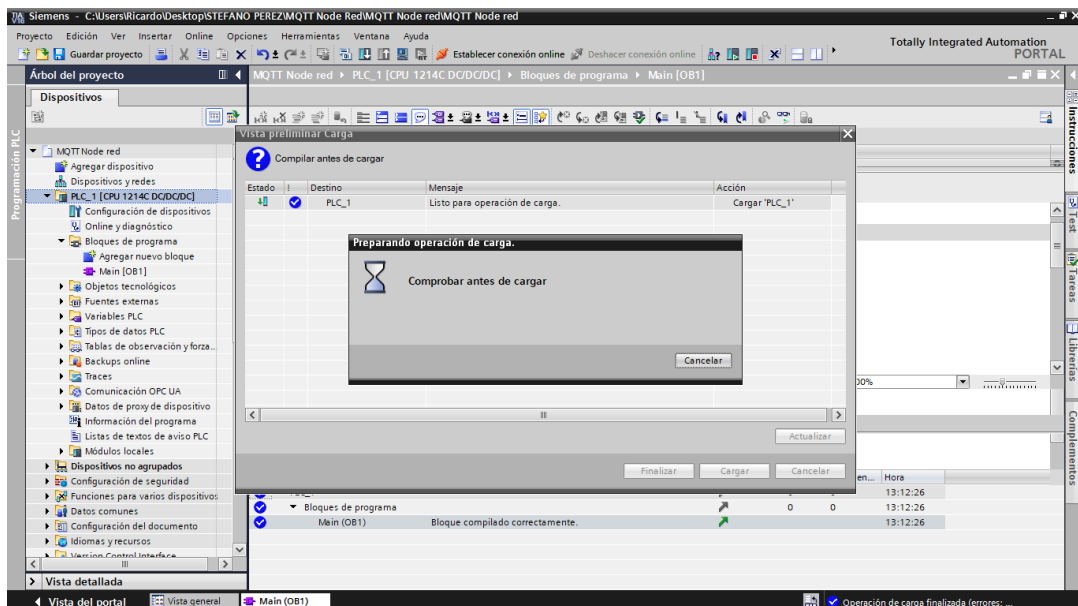 Siemens - C:\Users\Ricardo\Desktop\STEFANO PEREZ\MQTT Node Red\MQTT Node red\MQTT Node red
Proyecto Edición Ver Insertar Online Opciones Herramientas Ventana Ayuda
Guardar proyecto Establecer conexión online Deshacer conexión online
Totally Integrated Automation
PORTAL
Árbol del proyecto
MQTT Node red PLC_1 [CPU 1214C DC/DC/DC] Bloques de programa Main [OB1]
Dispositivos
Programación PLC
MQTT Node red
Agregar dispositivo
Dispositivos y redes
PLC_1 [CPU 1214C DC/DC/DC]
Configuración de dispositivos
Online y diagnóstico
Bloques de programa
Agregar nuevo bloque
Main [OB1]
Objetos tecnológicos
Fuentes externas
Variables PLC
Tipos de datos PLC
Tablas de observación y forza..
Backups online
Traces
Comunicación OPC UA
Datos de proxy de dispositivo
Información del programa
Listas de textos de aviso PLC
Módulos locales
Dispositivos no agrupados
Configuración de seguridad
Funciones para varios dispositivos
Datos comunes
Configuración del documento
Idiomas y recursos
Version Control Interface
Vista detallada
Vista preliminar Carga
Compilar antes de cargar
Estado ! Destino Mensaje Acción
PLC_1 Listo para operación de carga. Cargar 'PLC_1'
Preparando operación de carga.
Comprobar antes de cargar
Cancelar
Actualizar
Finalizar Cargar Cancelar
Hora
13:12:26
Bloques de programa 0 0 13:12:26
Main (OB1) Bloque compilado correctamente. 13:12:26
Instrucciones
Test
Tareas
Librerías
Complementos
Vista del portal Vista general Main (OB1)
Operación de carga finalizada (errores: ...